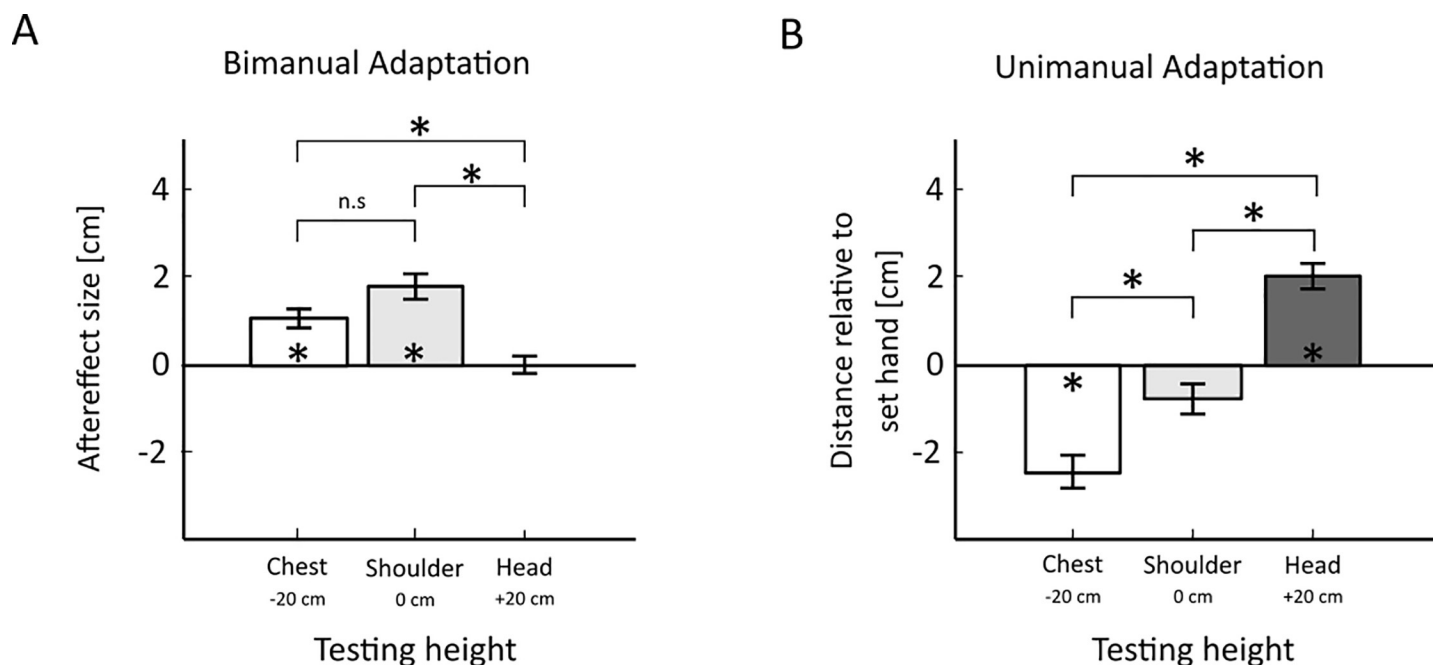 A
Bimanual Adaptation
*
*
n.s
4
2
0
-2
Aftereffect size [cm]
*
*
Chest
Shoulder
Head
-20 cm
0 cm
+20 cm
Testing height
B
Unimanual Adaptation
*
*
*
4
2
0
-2
Distance relative to
set hand [cm]
*
*
Chest
Shoulder
Head
-20 cm
0 cm
+20 cm
Testing height